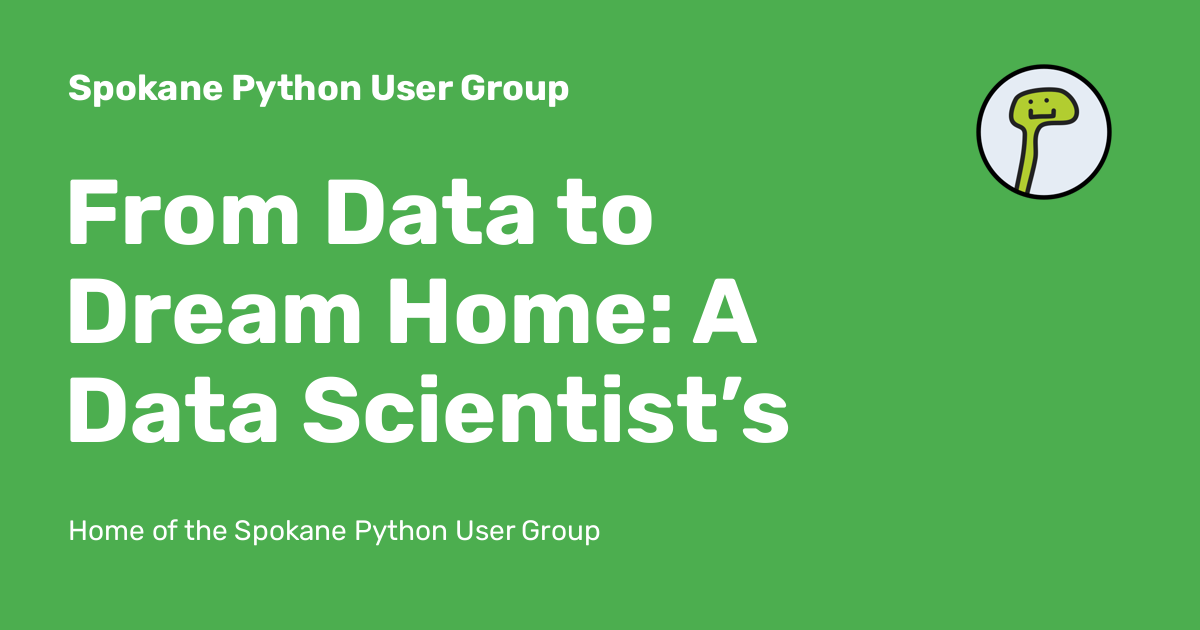 Spokane Python User Group
From Data to
Dream Home: A
Data Scientist’s
Home of the Spokane Python User Group